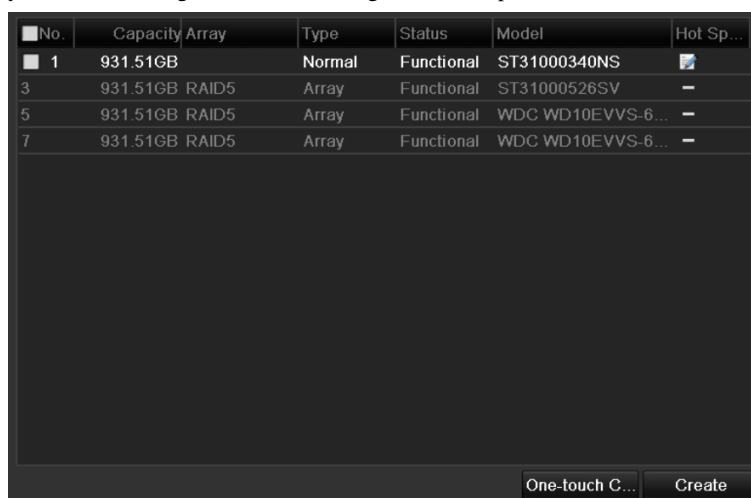 No. Capacity Array Type Status Model Hot Sp...
1 931.51GB Normal Functional ST31000340NS
3 931.51GB RAID5 Array Functional ST31000526SV –
5 931.51GB RAID5 Array Functional WDC WD10EVVS-6... –
7 931.51GB RAID5 Array Functional WDC WD10EVVS-6... –
One-touch C... Create